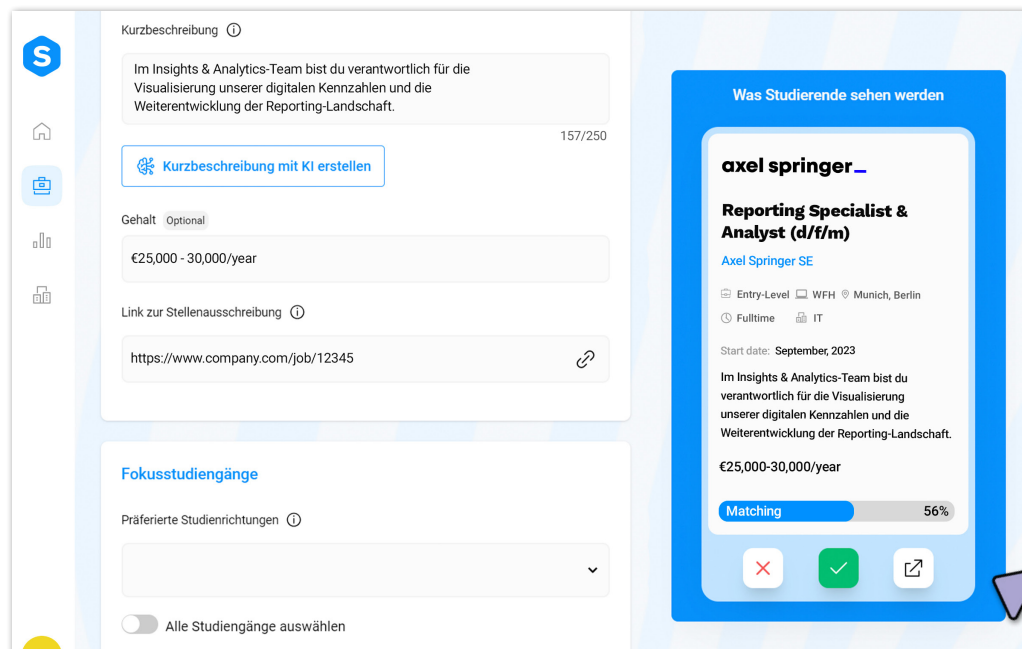 S
Kurzbeschreibung
Im Insights & Analytics-Team bist du verantwortlich für die
Visualisierung unserer digitalen Kennzahlen und die
Weiterentwicklung der Reporting-Landschaft.
157/250
Kurzbeschreibung mit KI erstellen
Gehalt Optional
€25,000 - 30,000/year
Link zur Stellenausschreibung
https://www.company.com/job/12345
Fokusstudiengänge
Präferierte Studienrichtungen
Alle Studiengänge auswählen
Was Studierende sehen werden
axel springer_
Reporting Specialist &
Analyst (d/f/m)
Axel Springer SE
Entry-Level WFH Munich, Berlin
Fulltime IT
Start date: September, 2023
Im Insights & Analytics-Team bist du
verantwortlich für die Visualisierung
unserer digitalen Kennzahlen und die
Weiterentwicklung der Reporting-Landschaft.
€25,000-30,000/year
Matching 56%